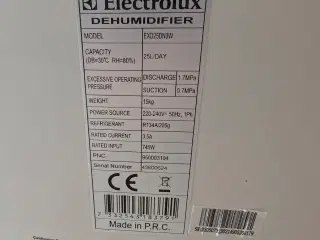 Electrolux
DEHUMIDIFIER
MODEL EXD25DN3W
CAPACITY (DB=30℃ RH=80%) 25L/DAY
EXCESSIVE OPERATING PRESSURE DISCHARGE 1.7MPa
SUCTION 0.7MPa
WEIGHT 15kg
POWER SOURCE 220-240V~ 50Hz, 1Ph
REFRIGERANT R134A/265g
RATED CURRENT 3.5A
RATED INPUT 745W
PNC.
Serial Number
CE
Made in P.R.C.